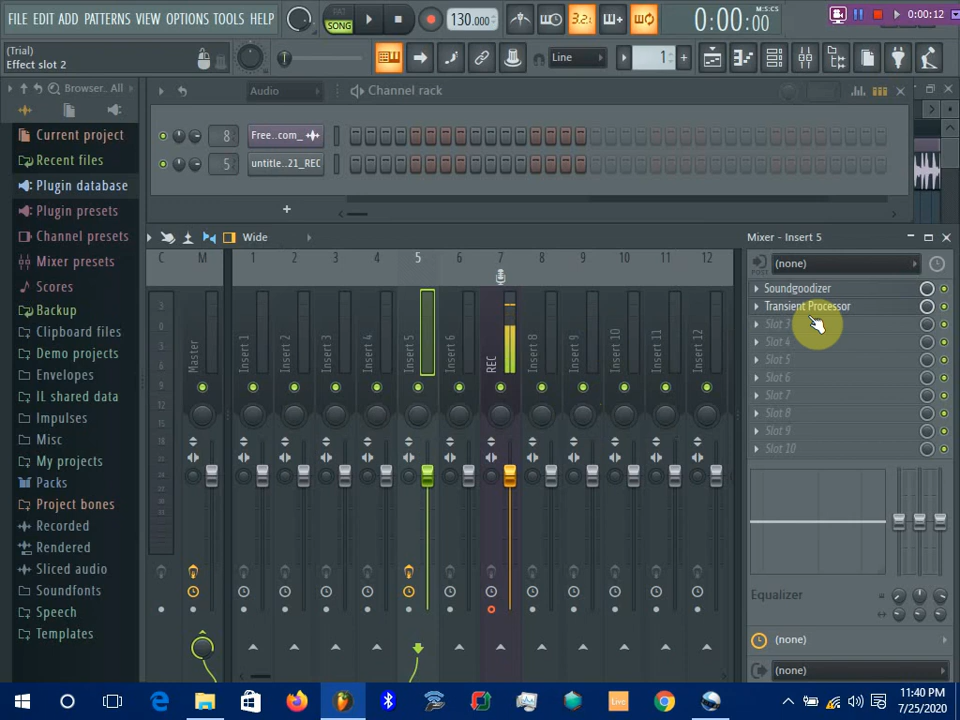 FILE EDIT PATTERNS VIEW OPTIONS TOOLS HELP
PAT
SONG
130.000
3.2
0:00:00
M:S:CS
0:00:12
(Trial)
Effect slot 2
Line
1
Browser.. All
Audio
Channel rack
Current project
Recent files
Plugin database
Plugin presets
Channel presets
Mixer presets
Scores
Backup
Clipboard files
Demo projects
Envelopes
IL shared data
Impulses
Misc
My projects
Packs
Project bones
Recorded
Rendered
Sliced audio
Soundfonts
Speech
Templates
8
Free..com_
5
untitle..21_REC
Wide
C M 1 2 3 4 5 6 7 8 9 10 11 12
Master
Insert 1
Insert 2
Insert 3
Insert 4
Insert 5
Insert 6
REC
Insert 8
Insert 9
Insert 10
Insert 11
Insert 12
Mixer - Insert 5
POST
(none)
Soundgoodizer
Transient Processor
Slot 3
Slot 4
Slot 5
Slot 6
Slot 7
Slot 8
Slot 9
Slot 10
Equalizer
(none)
(none)
Live
11:40 PM
7/25/2020